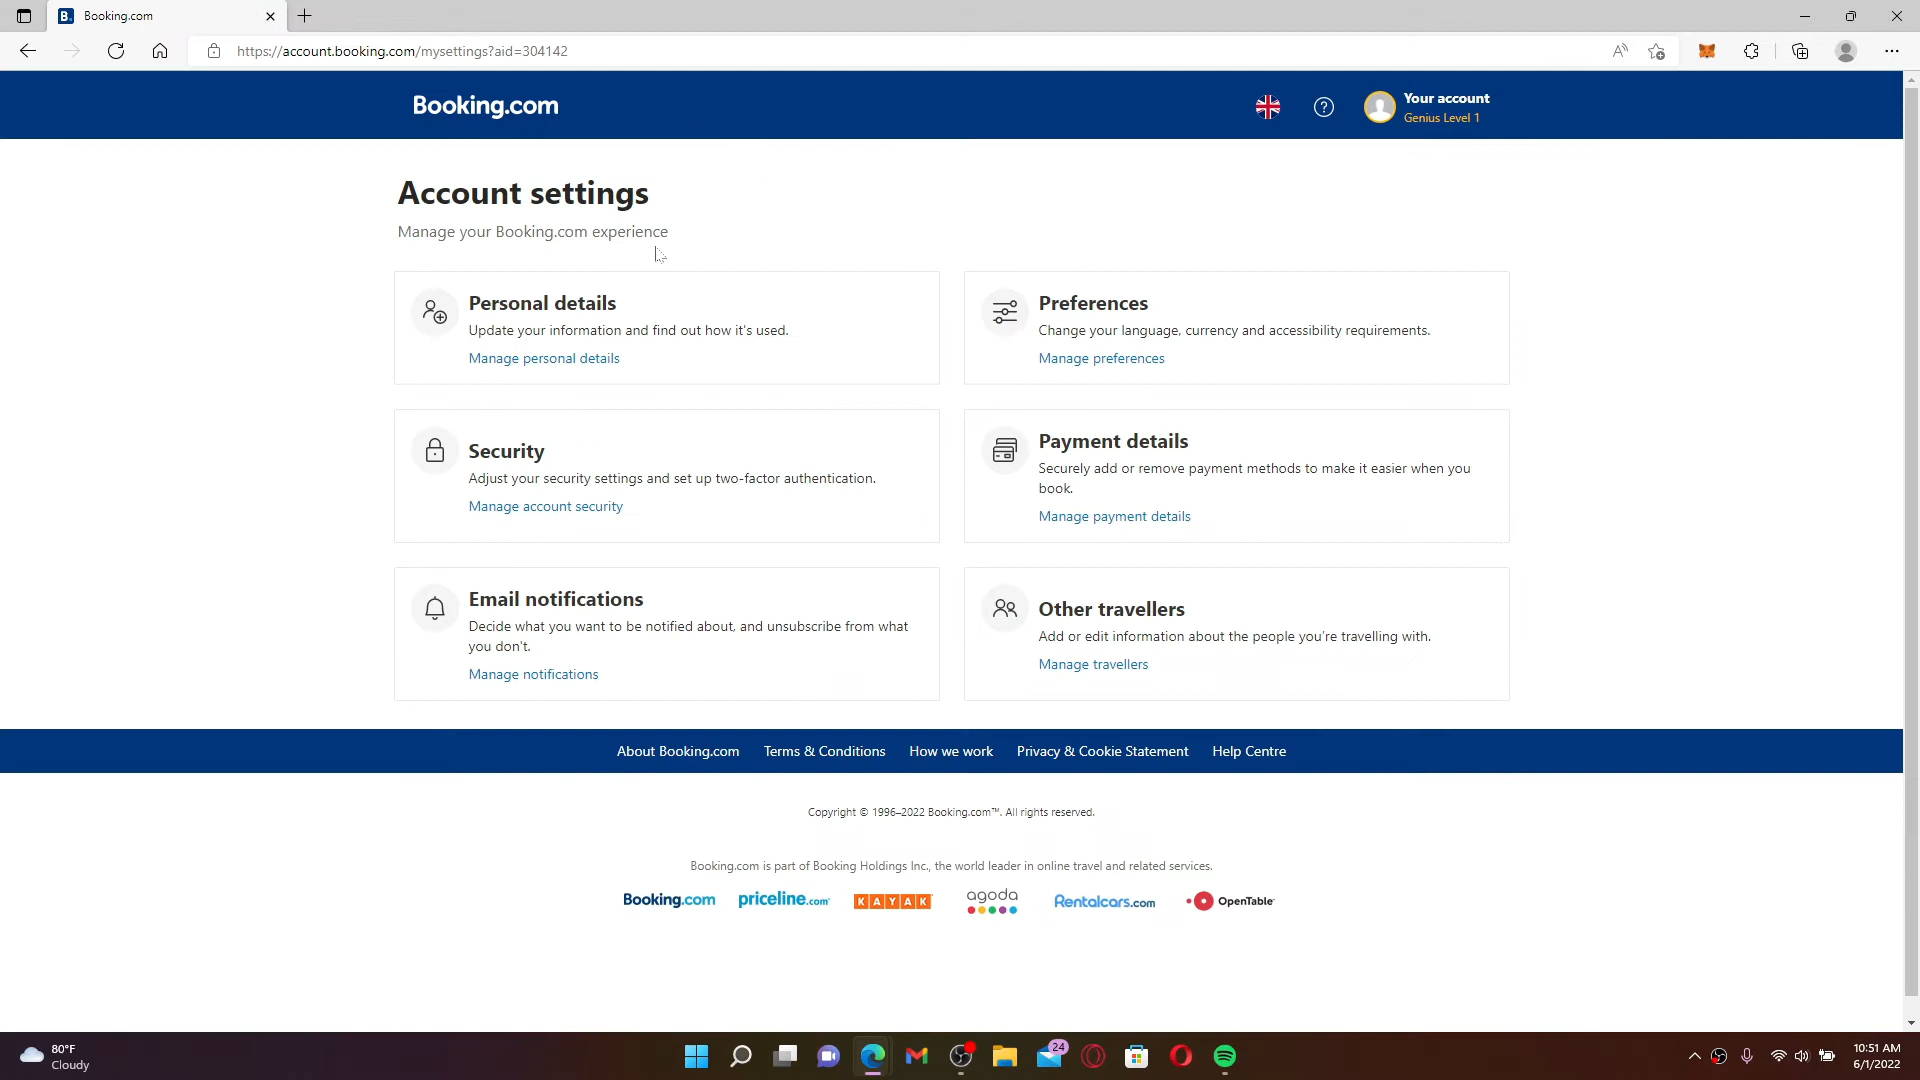 Booking.com
https://account.booking.com/mysettings?aid=304142
Booking.com
Your account
Genius Level 1
Account settings
Manage your Booking.com experience
Personal details
Update your information and find out how it's used.
Manage personal details
Preferences
Change your language, currency and accessibility requirements.
Manage preferences
Security
Adjust your security settings and set up two-factor authentication.
Manage account security
Payment details
Securely add or remove payment methods to make it easier when you
book.
Manage payment details
Email notifications
Decide what you want to be notified about, and unsubscribe from what
you don't.
Manage notifications
Other travellers
Add or edit information about the people you're travelling with.
Manage travellers
About Booking.com Terms & Conditions How we work Privacy & Cookie Statement Help Centre
Copyright © 1996–2022 Booking.com™. All rights reserved.
Booking.com is part of Booking Holdings Inc., the world leader in online travel and related services.
Booking.com priceline.com KAYAK agoda Rentalcars.com OpenTable
80°F
Cloudy
24
10:51 AM
6/1/2022